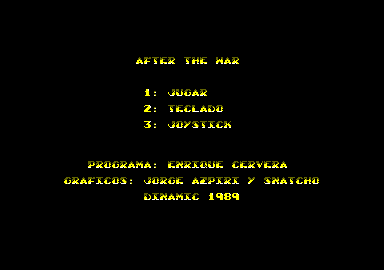 AFTER THE WAR
1: JUGAR
2: TECLADO
3: JOYSTICK
PROGRAMA: ENRIQUE CERVERA
GRAFICOS: JORGE AZPIRI Y SNATCHO
DINAMIC 1989